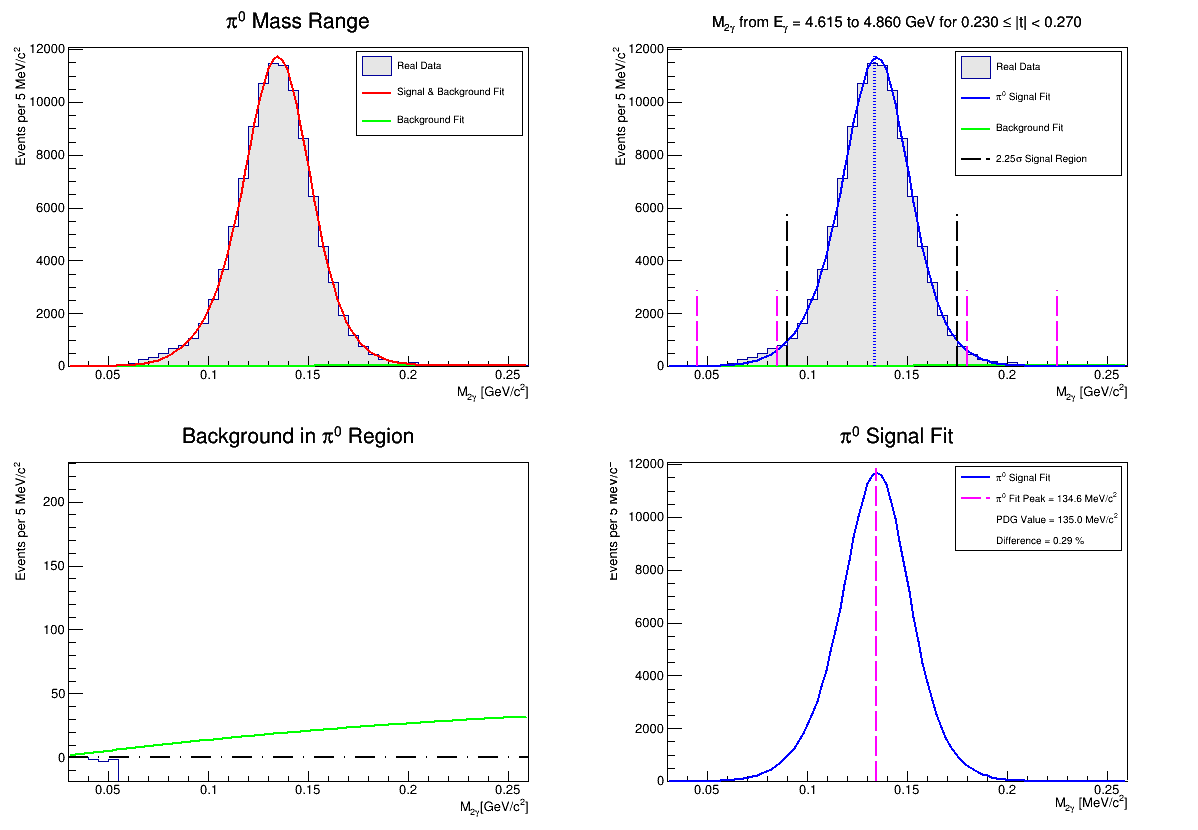 π⁰ Mass Range
Events per 5 MeV/c²
12000
10000
8000
6000
4000
2000
0
Real Data
Signal & Background Fit
Background Fit
0.05
0.1
0.15
0.2
0.25
M₂γ [GeV/c²]
M₂γ from Eγ = 4.615 to 4.860 GeV for 0.230 ≤ |t| < 0.270
Events per 5 MeV/c²
12000
10000
8000
6000
4000
2000
0
Real Data
π⁰ Signal Fit
Background Fit
2.25σ Signal Region
0.05
0.1
0.15
0.2
0.25
M₂γ [GeV/c²]
Background in π⁰ Region
Events per 5 MeV/c²
200
150
100
50
0
0.05
0.1
0.15
0.2
0.25
M₂γ[GeV/c²]
π⁰ Signal Fit
Events per 5 MeV/c²
12000
10000
8000
6000
4000
2000
0
π⁰ Signal Fit
π⁰ Fit Peak = 134.6 MeV/c²
PDG Value = 135.0 MeV/c²
Difference = 0.29 %
0.05
0.1
0.15
0.2
0.25
M₂γ [MeV/c²]